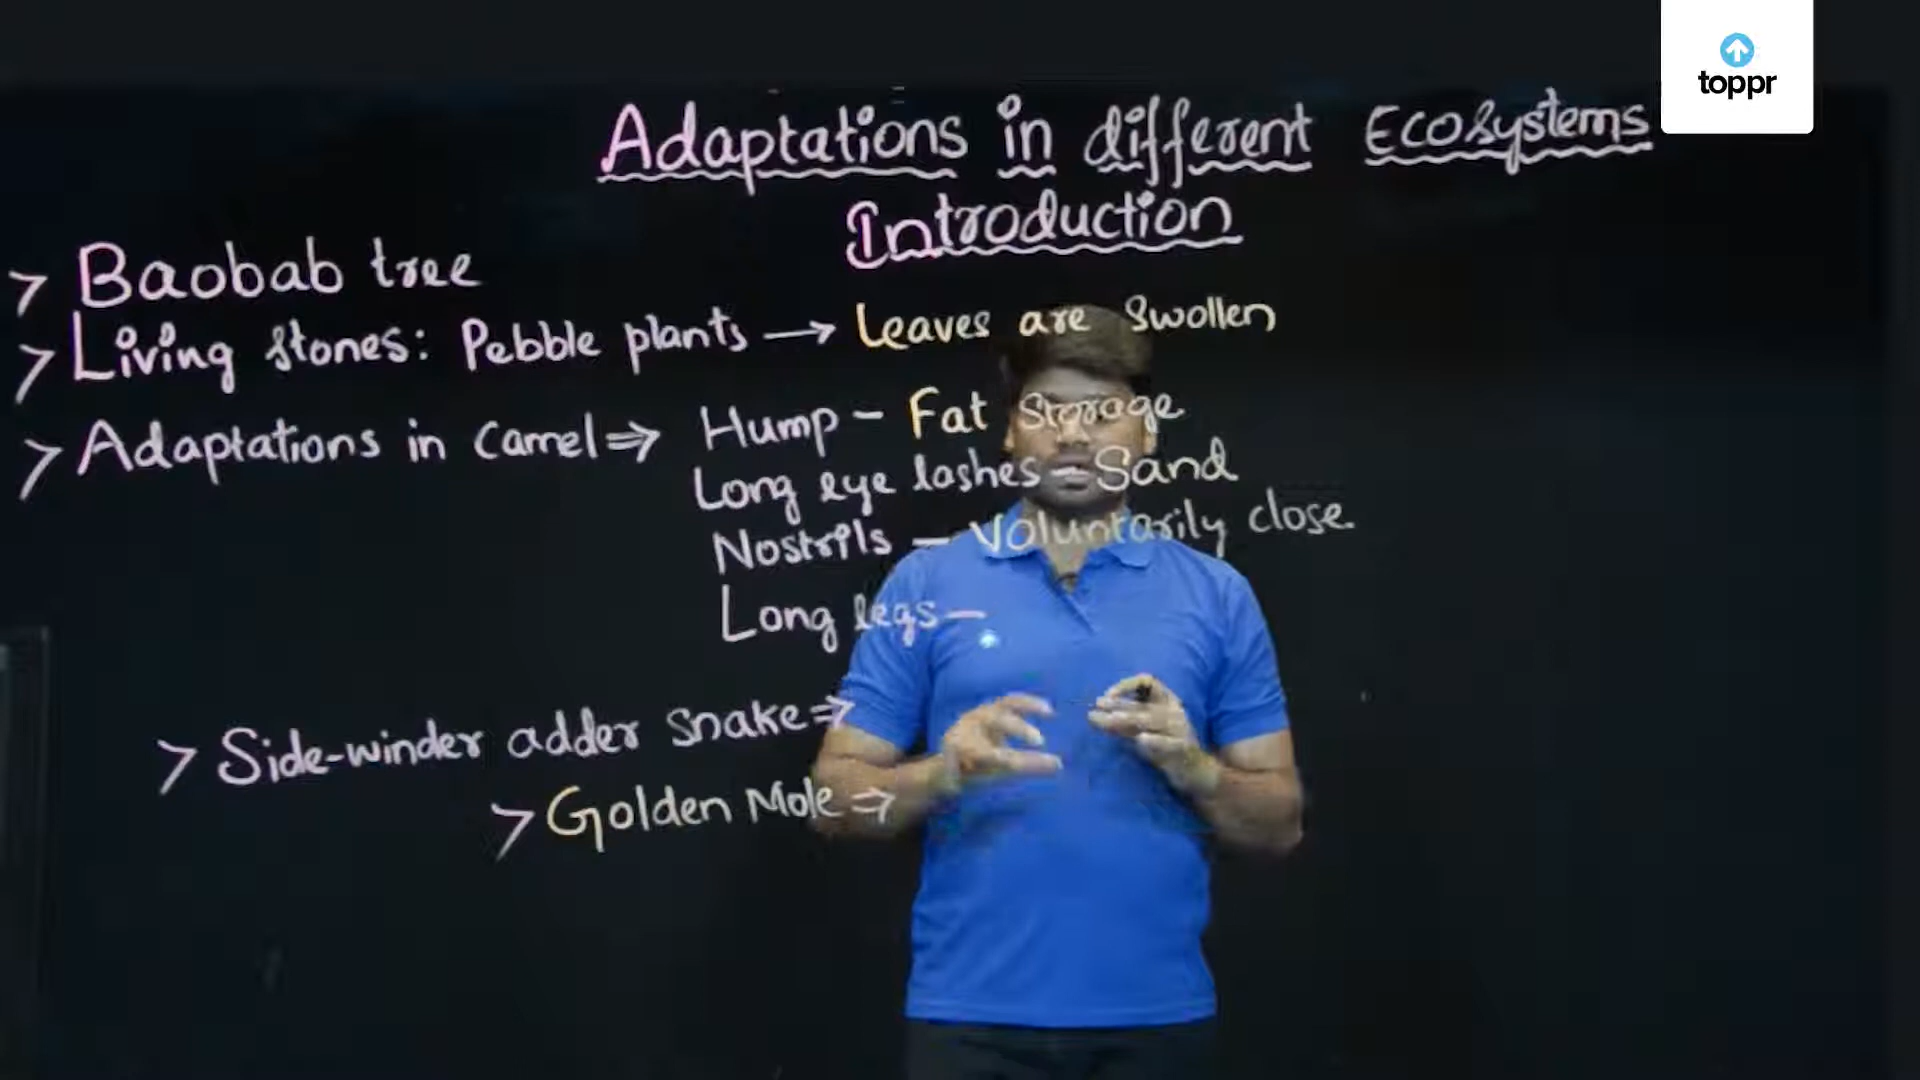 toppr
Adaptations in different Ecosystems
Introduction
> Baobab tree
> Living stones: Pebble plants → Leaves are swollen
> Adaptations in Camel ⇒ Hump - Fat Storage
Long eye lashes - Sand
Nostrils - Voluntarily close.
Long legs -
> Side-winder adder snake ⇒
> Golden Mole ⇒